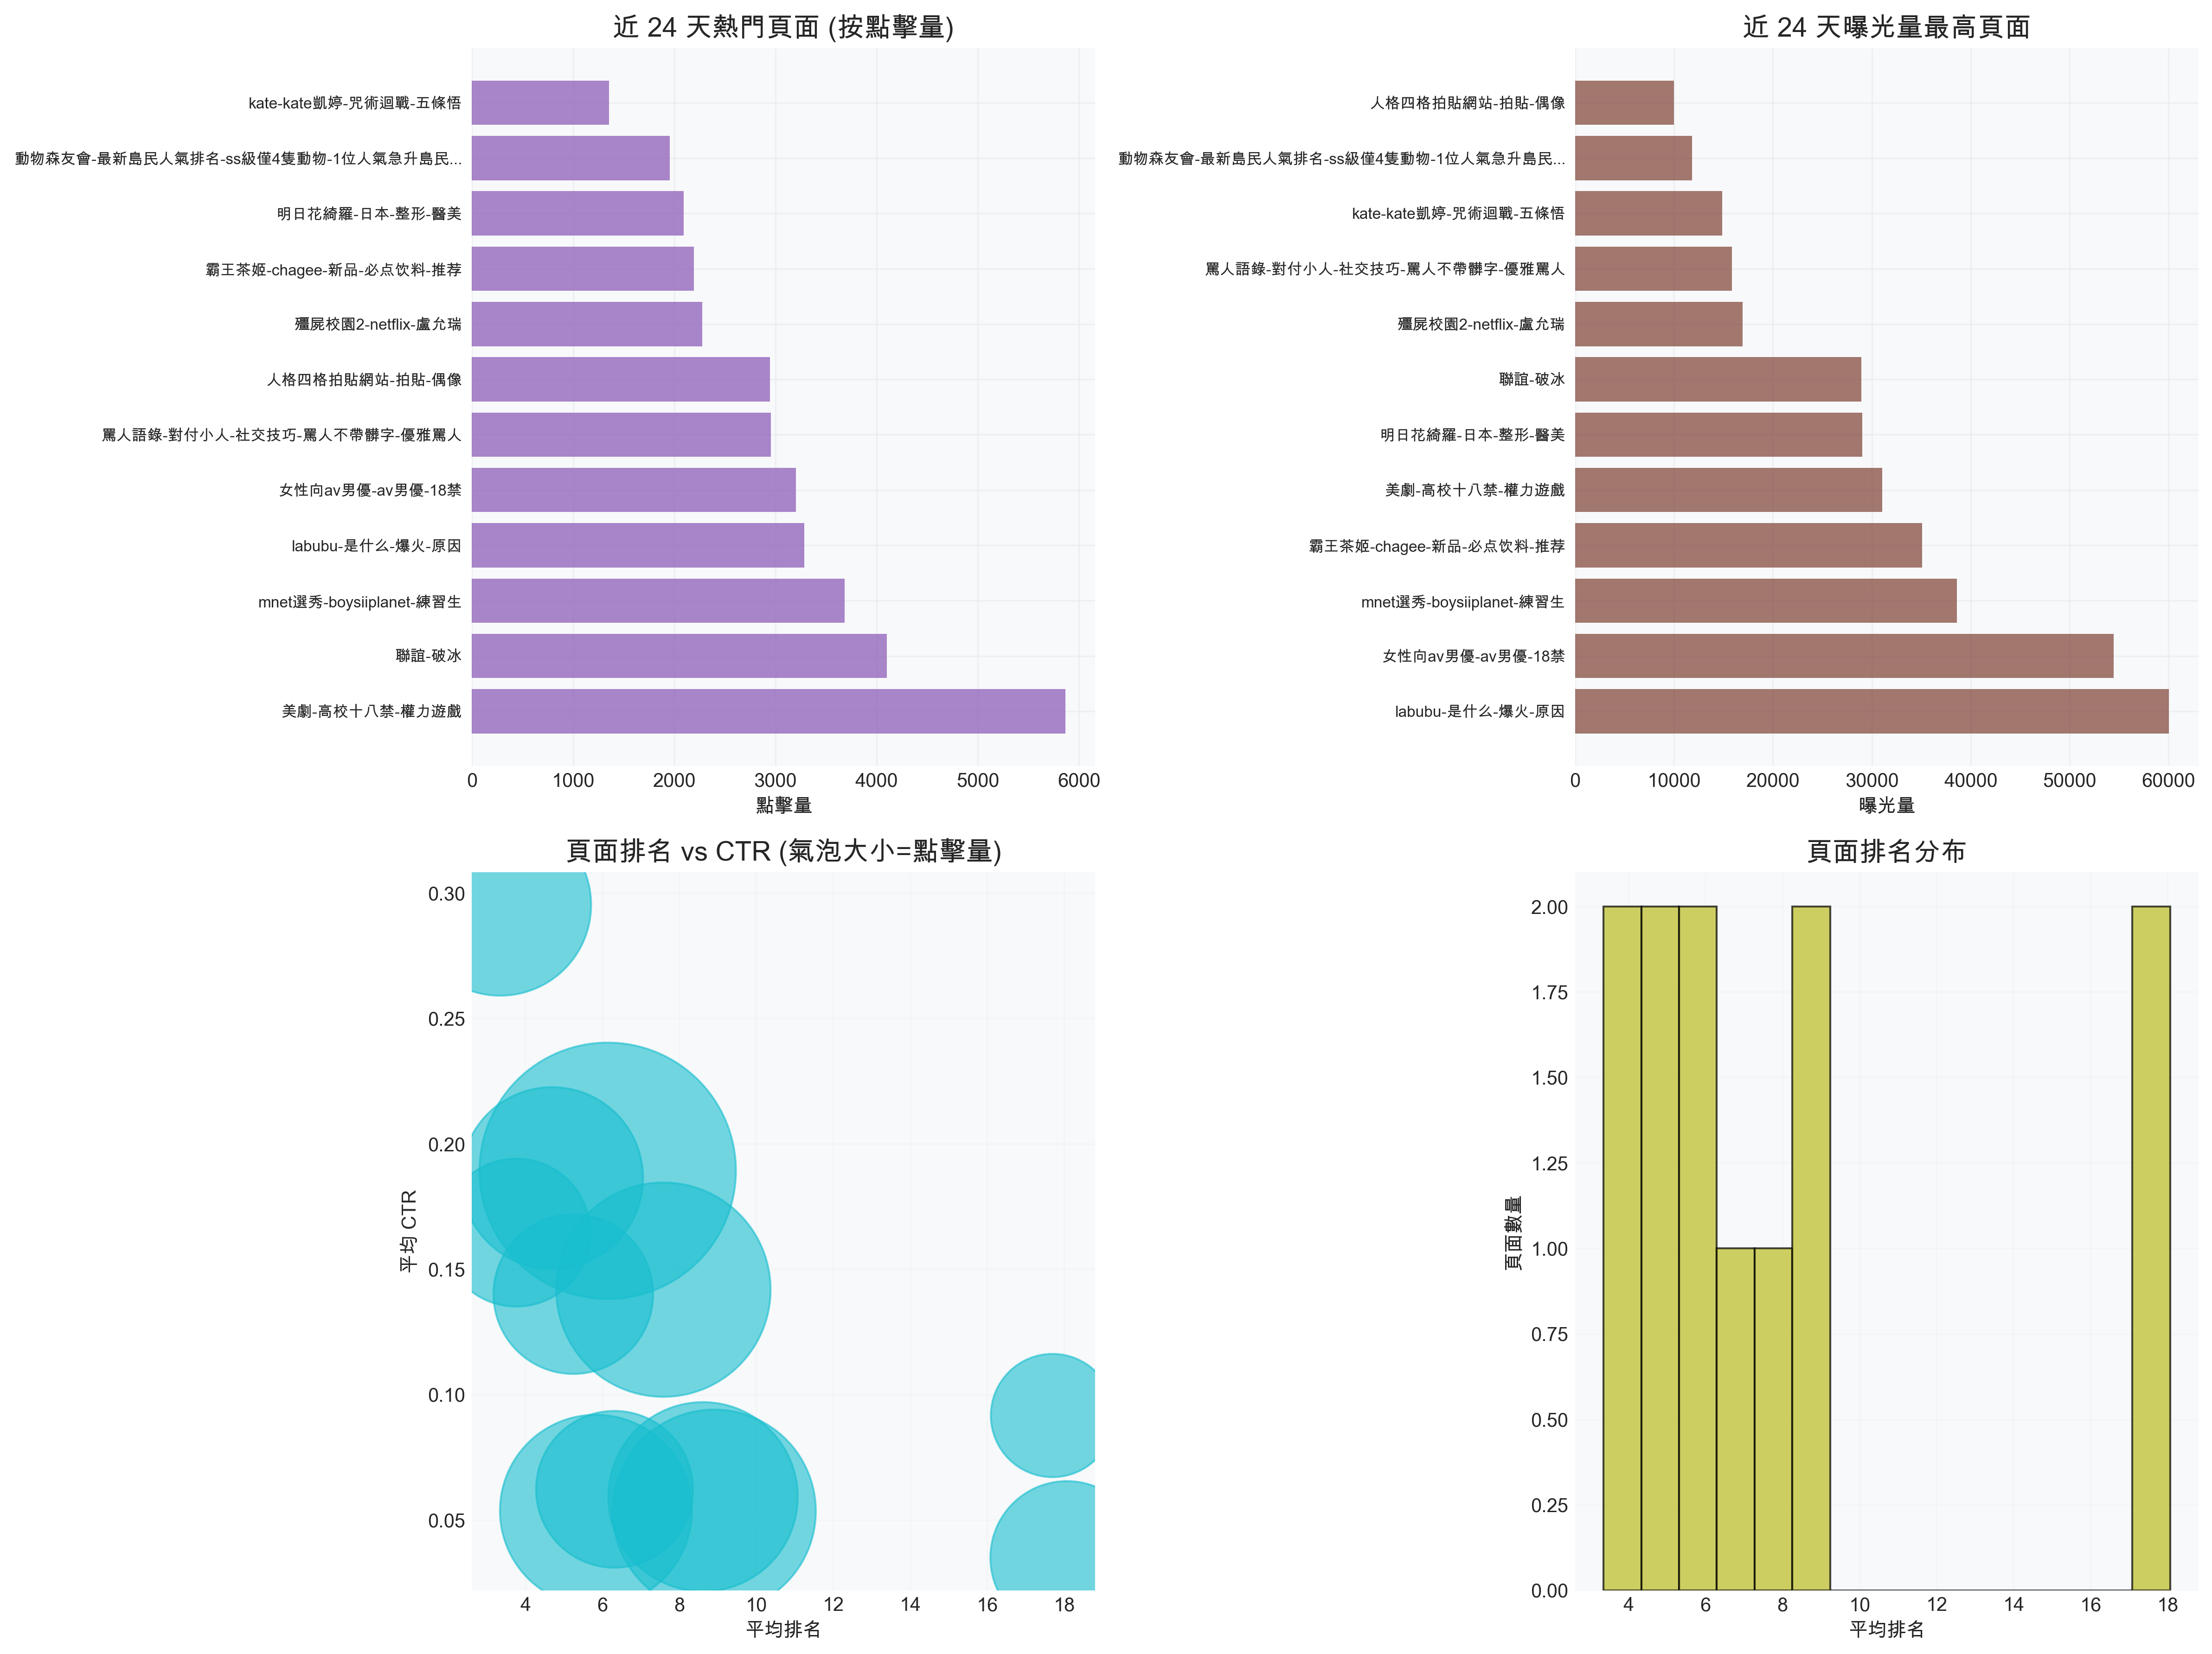 近 24 天熱門頁面 (按點擊量)
kate-kate凱婷-咒術迴戰-五條悟
動物森友會-最新島民人氣排名-ss級僅4隻動物-1位人氣急升島民...
明日花綺羅-日本-整形-醫美
霸王茶姬-chagee-新品-必点饮料-推荐
殭屍校園2-netflix-盧允瑞
人格四格拍貼網站-拍貼-偶像
罵人語錄-對付小人-社交技巧-罵人不帶髒字-優雅罵人
女性向av男優-av男優-18禁
labubu-是什么-爆火-原因
mnet選秀-boysiiplanet-練習生
聯誼-破冰
美劇-高校十八禁-權力遊戲
0 1000 2000 3000 4000 5000 6000
點擊量
近 24 天曝光量最高頁面
人格四格拍貼網站-拍貼-偶像
動物森友會-最新島民人氣排名-ss級僅4隻動物-1位人氣急升島民...
kate-kate凱婷-咒術迴戰-五條悟
罵人語錄-對付小人-社交技巧-罵人不帶髒字-優雅罵人
殭屍校園2-netflix-盧允瑞
聯誼-破冰
明日花綺羅-日本-整形-醫美
美劇-高校十八禁-權力遊戲
霸王茶姬-chagee-新品-必点饮料-推荐
mnet選秀-boysiiplanet-練習生
女性向av男優-av男優-18禁
labubu-是什么-爆火-原因
0 10000 20000 30000 40000 50000 60000
曝光量
頁面排名 vs CTR (氣泡大小=點擊量)
平均 CTR
0.30
0.25
0.20
0.15
0.10
0.05
4 6 8 10 12 14 16 18
平均排名
頁面排名分布
頁面數量
2.00
1.75
1.50
1.25
1.00
0.75
0.50
0.25
0.00
4 6 8 10 12 14 16 18
平均排名